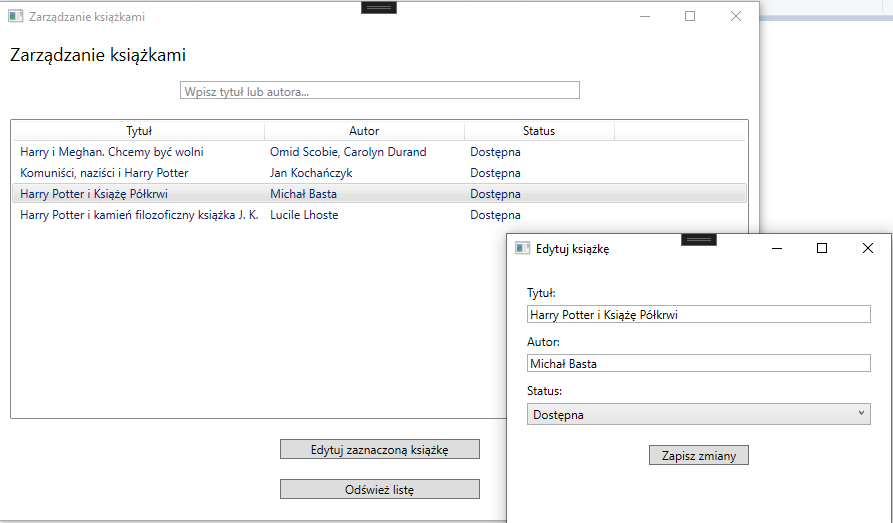 Zarządzanie książkami
Zarządzanie książkami
Wpisz tytuł lub autora...
Tytuł Autor Status
Harry i Meghan. Chcemy być wolni Omid Scobie, Carolyn Durand Dostępna
Komuniści, naziści i Harry Potter Jan Kochańczyk Dostępna
Harry Potter i Książę Półkrwi Michał Basta Dostępna
Harry Potter i kamień filozoficzny książka J. K. Lucile Lhoste Dostępna
Edytuj zaznaczoną książkę
Odśwież listę
Edytuj książkę
Tytuł:
Harry Potter i Książę Półkrwi
Autor:
Michał Basta
Status:
Dostępna
Zapisz zmiany